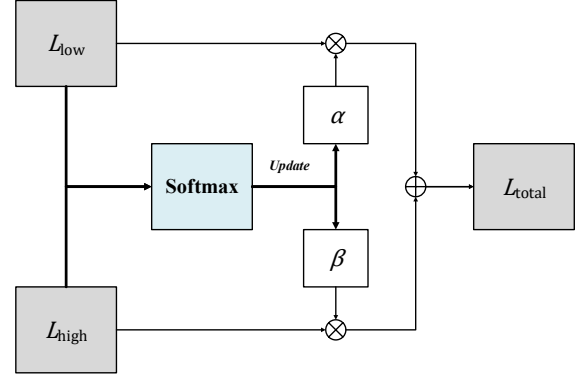 L_low
α
Softmax
Update
L_total
β
L_high